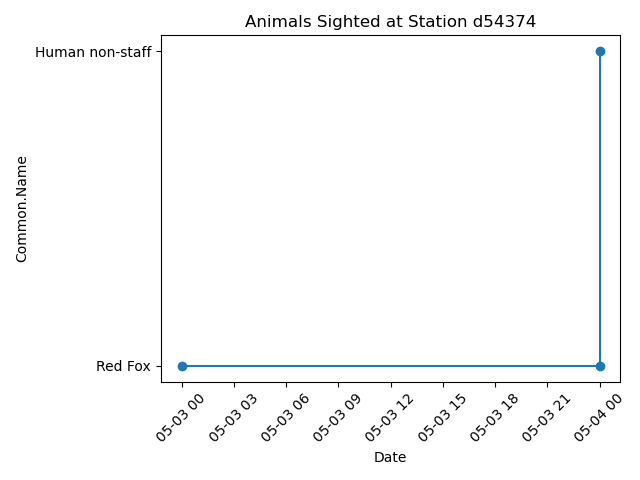 Animals Sighted at Station d54374
Human non-staff
Common.Name
Red Fox
05-03 00
05-03 03
05-03 06
05-03 09
05-03 12
05-03 15
05-03 18
05-03 21
05-04 00
Date